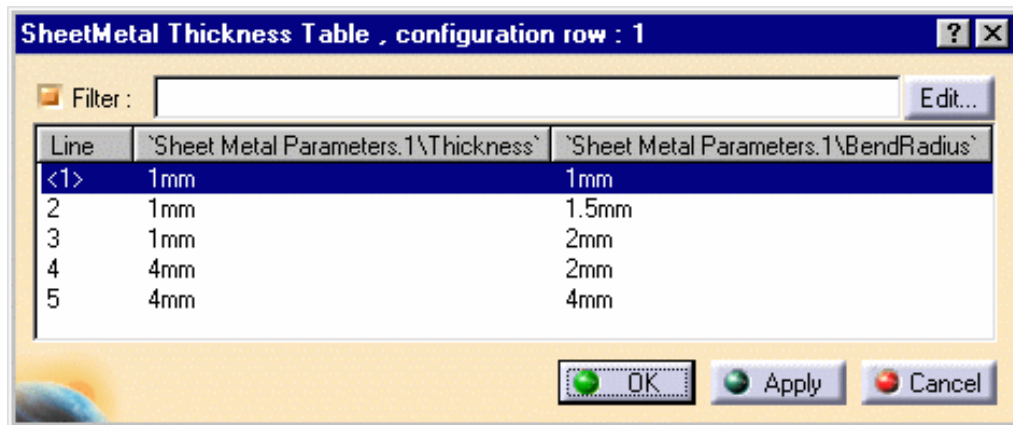 SheetMetal Thickness Table , configuration row : 1
Filter :
Edit...
Line `Sheet Metal Parameters.1\Thickness` `Sheet Metal Parameters.1\BendRadius`
<1> 1mm 1mm
2 1mm 1.5mm
3 1mm 2mm
4 4mm 2mm
5 4mm 4mm
OK Apply Cancel